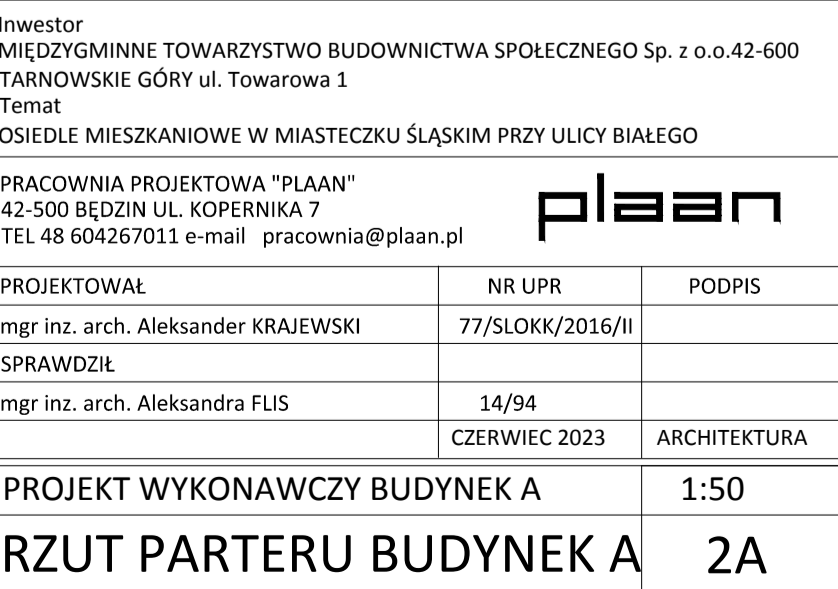 Inwestor
MIĘDZYGMINNE TOWARZYSTWO BUDOWNICTWA SPOŁECZNEGO Sp. z o.o.42-600
TARNOWSKIE GÓRY ul. Towarowa 1
Temat
OSIEDLE MIESZKANIOWE W MIASTECZKU ŚLĄSKIM PRZY ULICY BIAŁEGO
PRACOWNIA PROJEKTOWA "PLAAN"
42-500 BĘDZIN UL. KOPERNIKA 7
TEL 48 604267011 e-mail pracownia@plaan.pl
plaan
PROJEKTOWAŁ NR UPR PODPIS
mgr inz. arch. Aleksander KRAJEWSKI 77/SLOKK/2016/II
SPRAWDZIŁ
mgr inz. arch. Aleksandra FLIS 14/94
CZERWIEC 2023 ARCHITEKTURA
PROJEKT WYKONAWCZY BUDYNEK A 1:50
RZUT PARTERU BUDYNEK A 2A